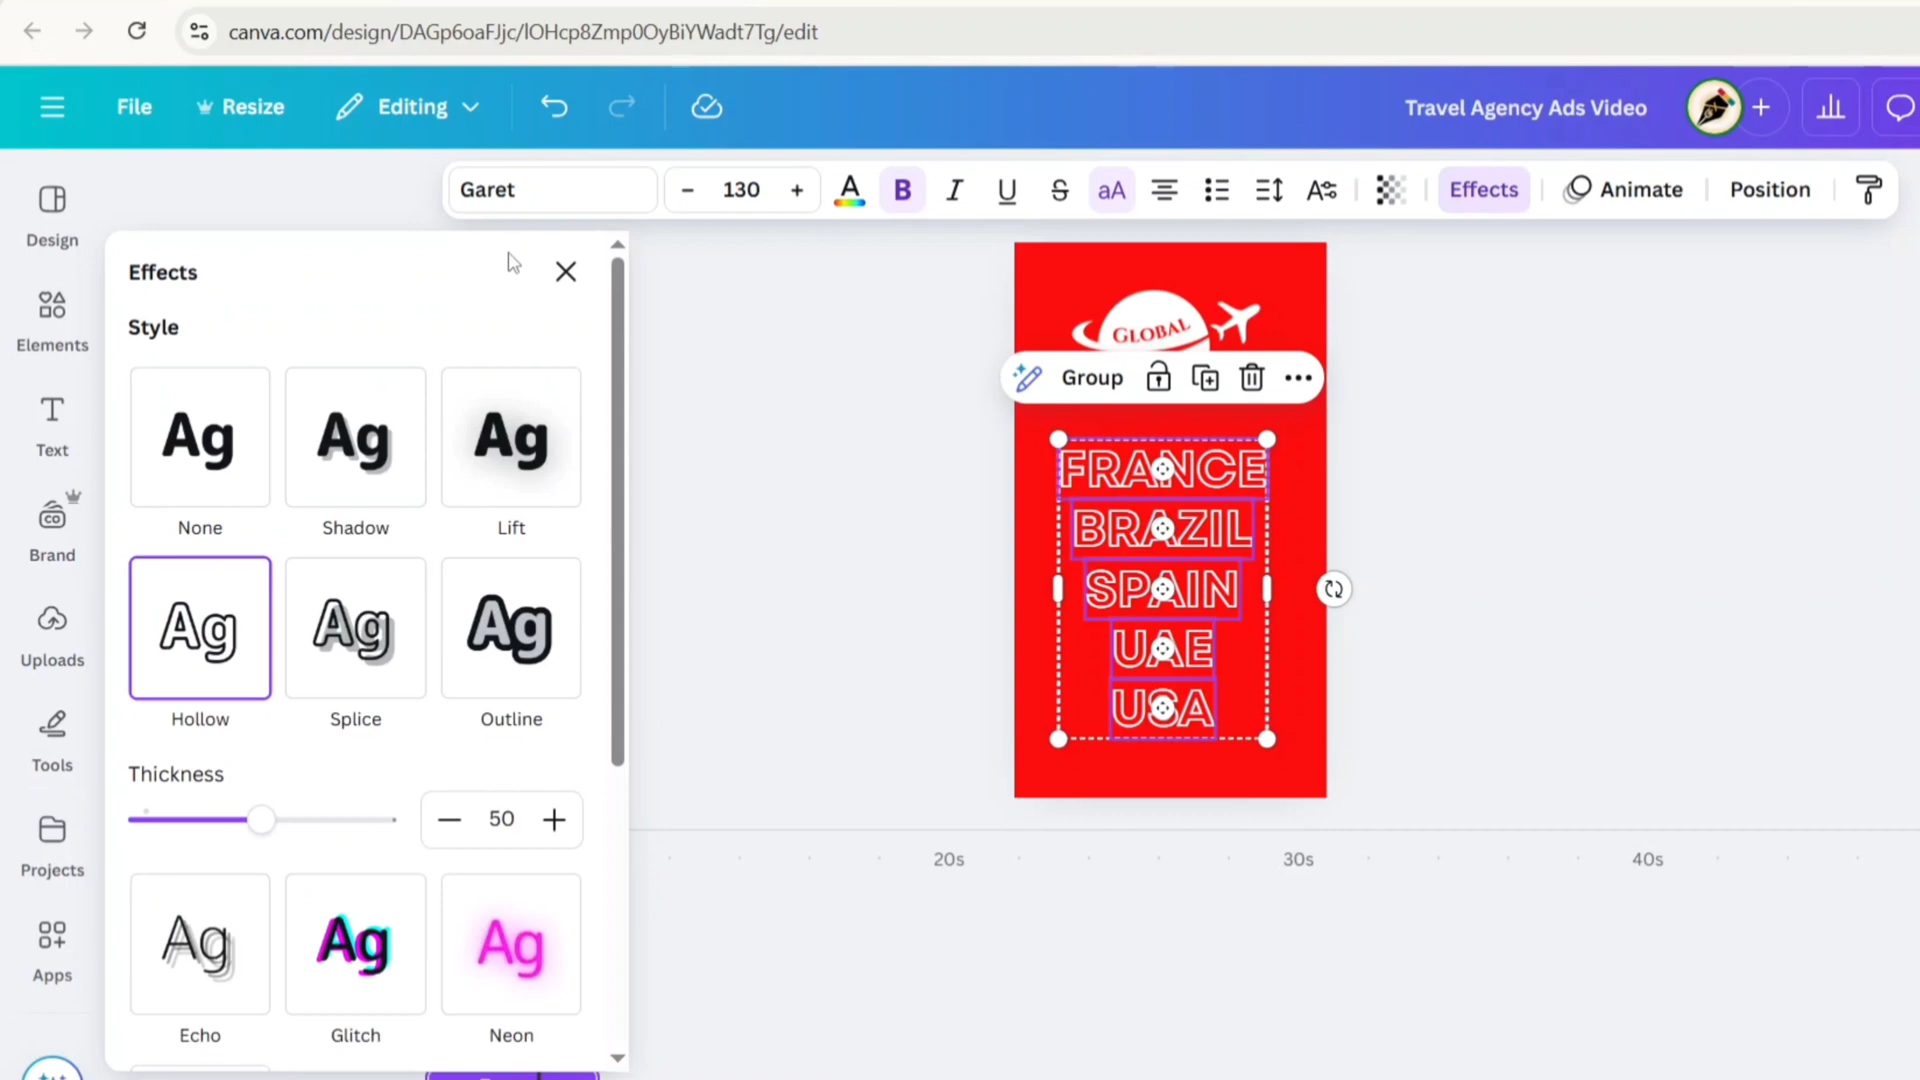 canva.com/design/DAGp6oaFJjc/lOHcp8Zmp0OyBiYWadt7Tg/edit
File
Resize
Editing
Travel Agency Ads Video
Garet
– 130 +
A
B
I
U
S
aA
Effects
Animate
Position
Design
Elements
Text
Brand
Uploads
Tools
Projects
Apps
Effects
Style
Ag
Ag
Ag
None
Shadow
Lift
Ag
Ag
Ag
Hollow
Splice
Outline
Thickness
— 50 +
Ag
Ag
Ag
Echo
Glitch
Neon
GLOBAL
Group
FRANCE
BRAZIL
SPAIN
UAE
USA
20s
30s
40s